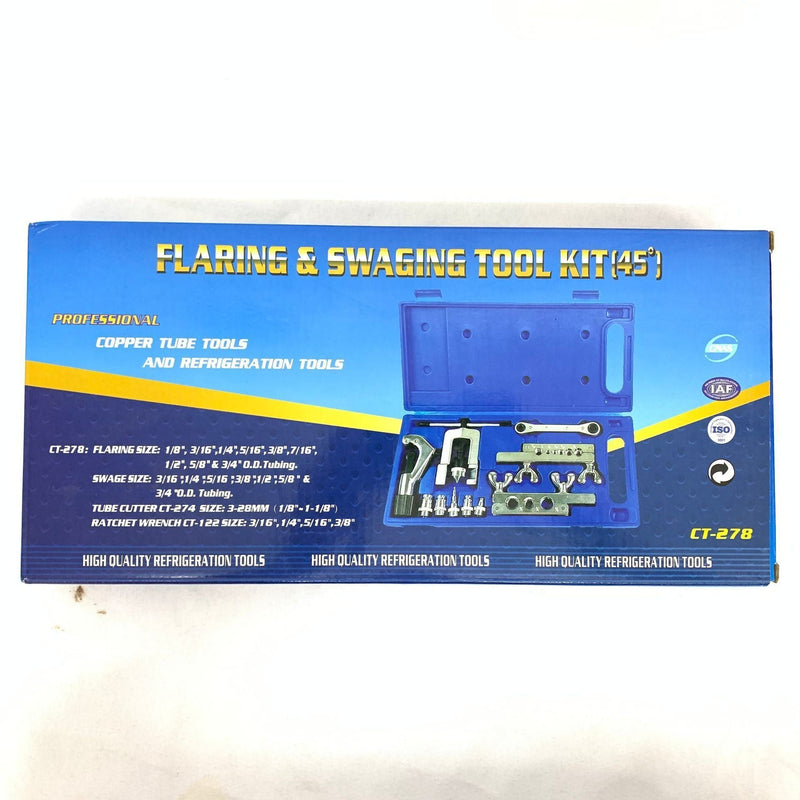 FLARING & SWAGING TOOL KIT(45°)
PROFESSIONAL
COPPER TUBE TOOLS
AND REFRIGERATION TOOLS
CT-278: FLARING SIZE: 1/8", 3/16",1/4",5/16",3/8",7/16",
1/2", 5/8" & 3/4" O.D.Tubing.
SWAGE SIZE: 3/16 ;1/4 ;5/16 ;3/8 ;1/2 ;5/8 " &
3/4 "O.D. Tubing.
TUBE CUTTER CT-274 SIZE: 3-28MM (1/8"-1-1/8")
RATCHET WRENCH CT-122 SIZE: 3/16",1/4",5/16",3/8"
CNAS
IAF
ISO
CT-278
HIGH QUALITY REFRIGERATION TOOLS HIGH QUALITY REFRIGERATION TOOLS HIGH QUALITY REFRIGERATION TOOLS